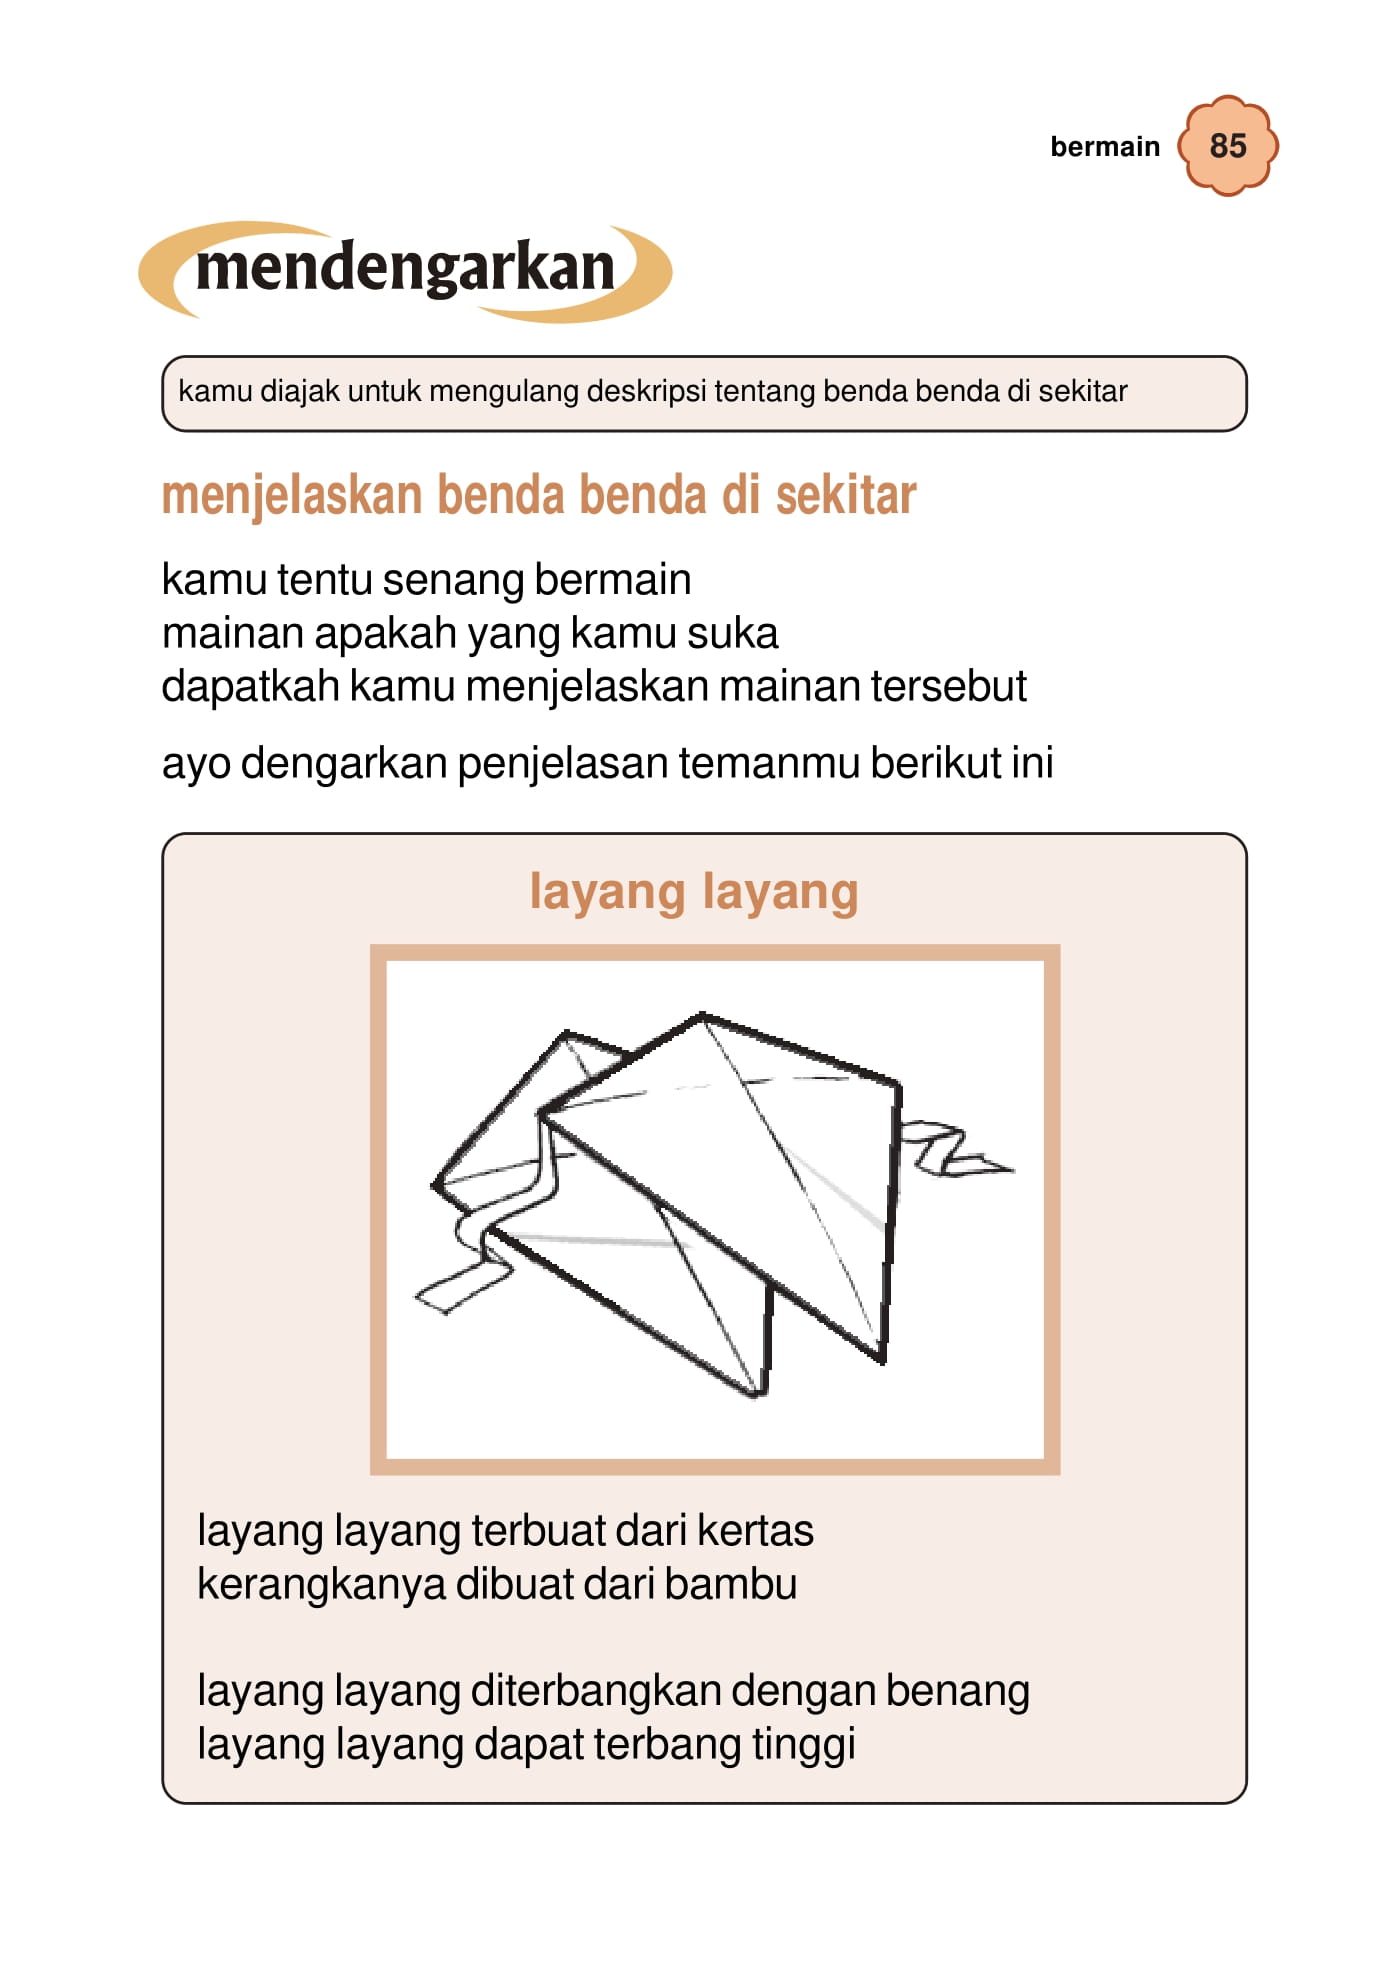 bermain 85
mendengarkan
kamu diajak untuk mengulang deskripsi tentang benda benda di sekitar
menjelaskan benda benda di sekitar
kamu tentu senang bermain
mainan apakah yang kamu suka
dapatkah kamu menjelaskan mainan tersebut
ayo dengarkan penjelasan temanmu berikut ini
layang layang
layang layang terbuat dari kertas
kerangkanya dibuat dari bambu
layang layang diterbangkan dengan benang
layang layang dapat terbang tinggi